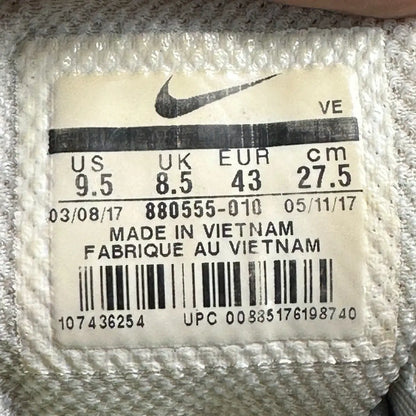 VE
US UK EUR cm
9.5 8.5 43 27.5
03/08/17 880555-010 05/11/17
MADE IN VIETNAM
FABRIQUE AU VIETNAM
107436254 UPC 00885176198740